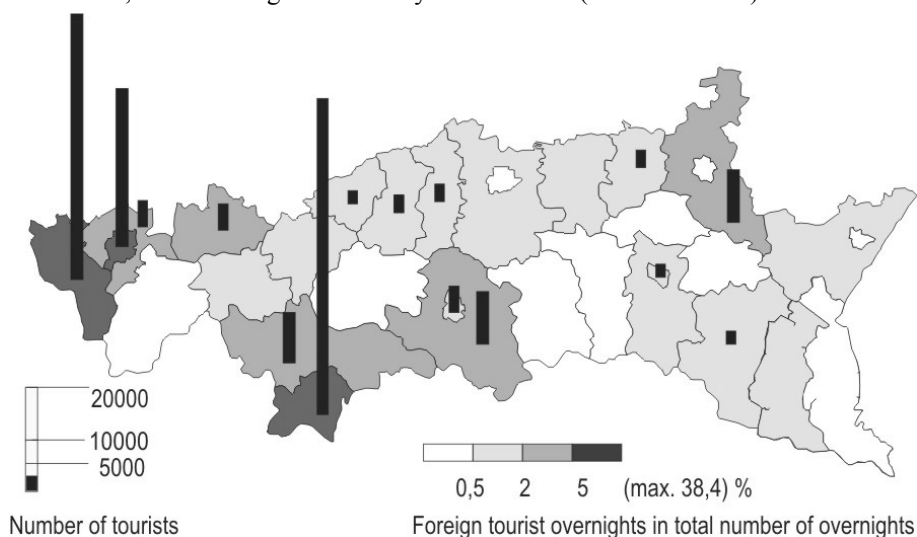 20000
10000
5000
0,5 2 5 (max. 38,4) %
Number of tourists
Foreign tourist overnights in total number of overnights